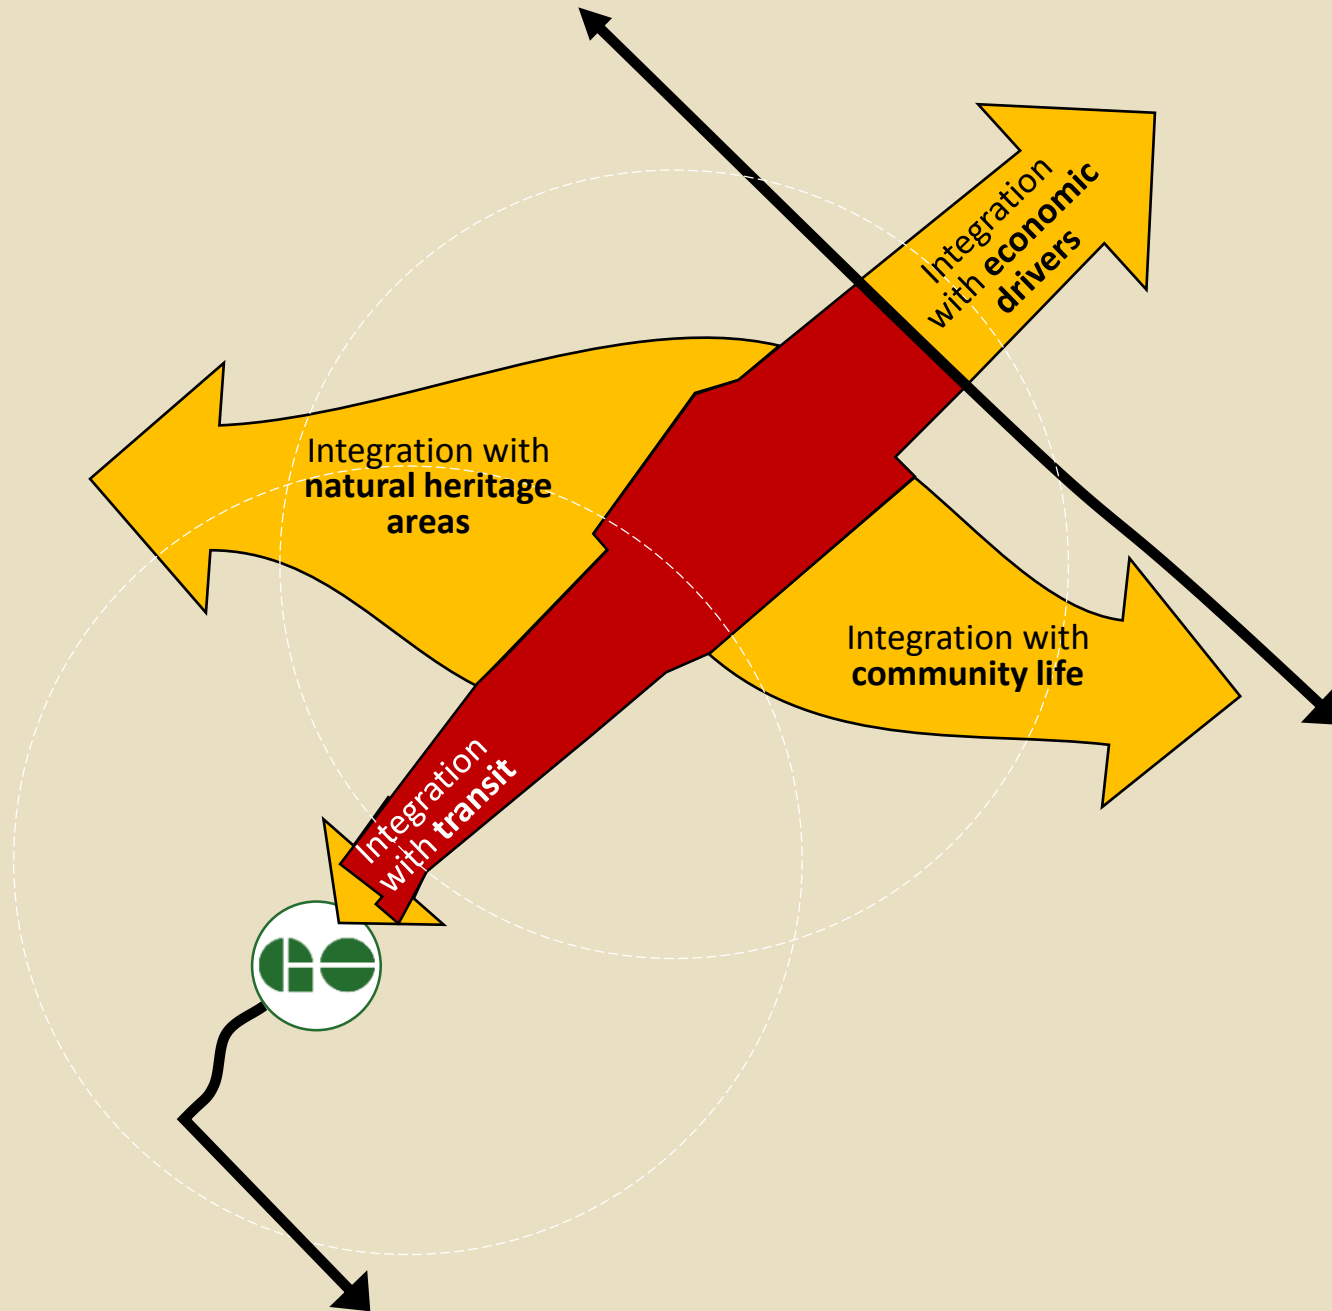 Integration
with economic
drivers
Integration with
natural heritage
areas
Integration with
community life
Integration
with transit
GO